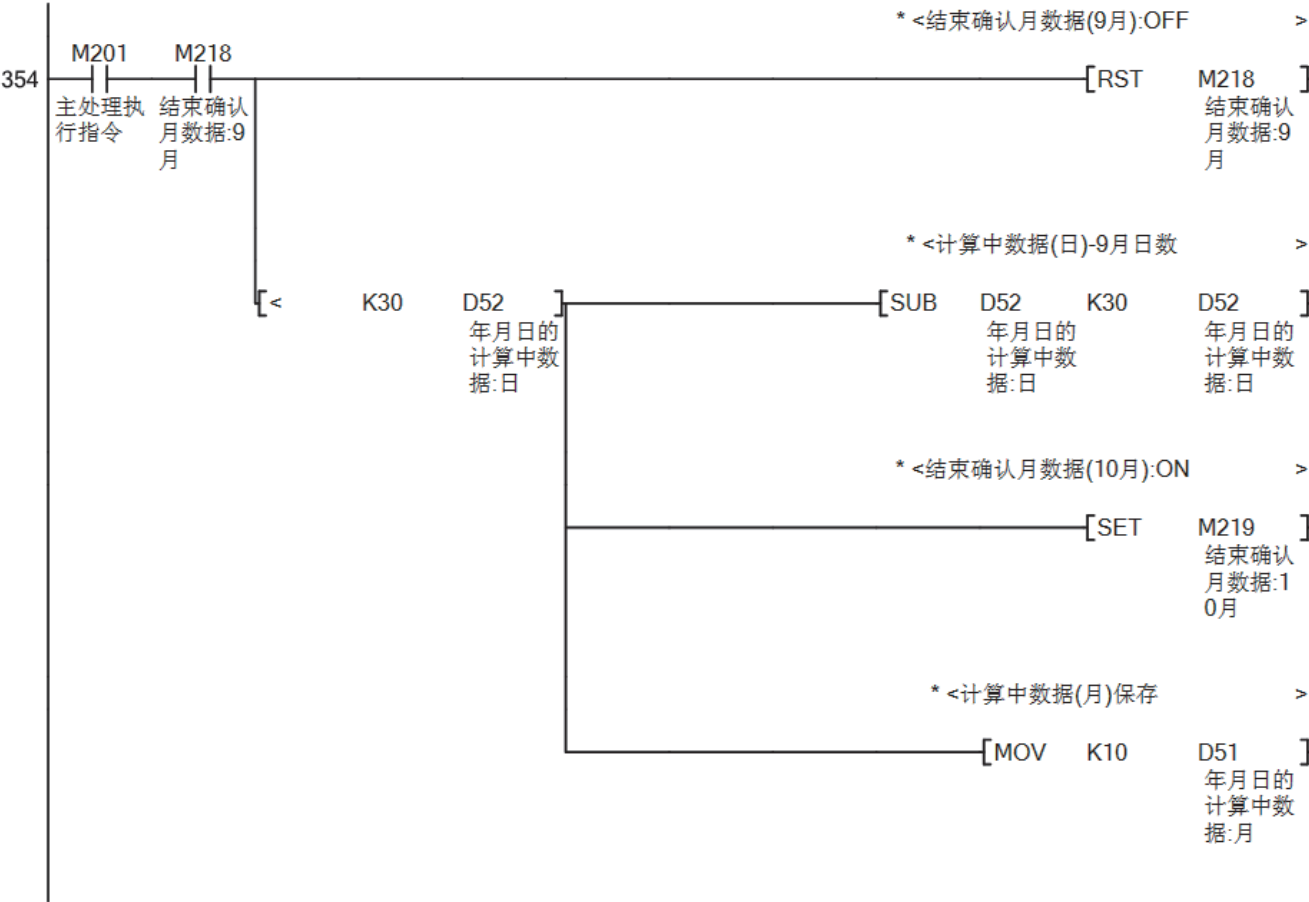 * <结束确认月数据(9月):OFF >
M201 M218
354 [RST M218 ]
主处理执 结束确认 结束确认
行指令 月数据:9 月数据:9
月 月
* <计算中数据(日)-9月日数 >
[< K30 D52 ] [SUB D52 K30 D52 ]
年月日的 年月日的 年月日的
计算中数 计算中数 计算中数
据:日 据:日 据:日
* <结束确认月数据(10月):ON >
[SET M219 ]
结束确认
月数据:1
0月
* <计算中数据(月)保存 >
[MOV K10 D51 ]
年月日的
计算中数
据:月